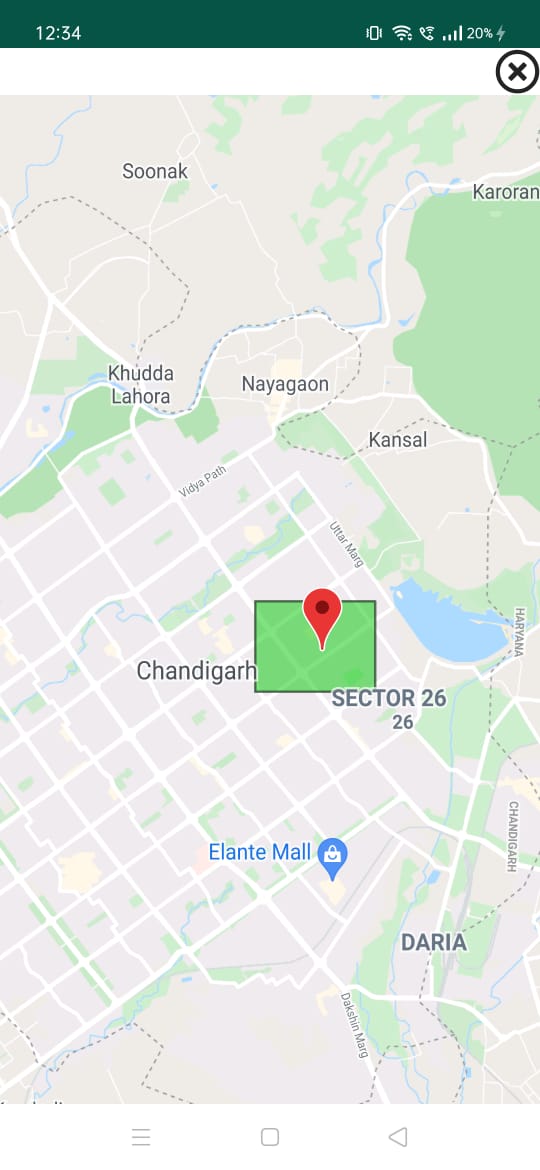 12:34
20%
Soonak
Karoran
Khudda
Lahora
Nayagaon
Kansal
Vidya Path
Uttar Marg
HARYANA
Chandigarh
SECTOR 26
26
CHANDIGARH
Elante Mall
DARIA
Dakshin Marg